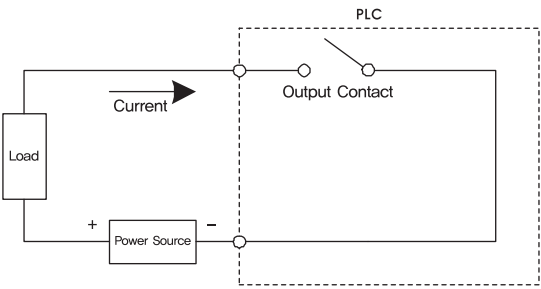 PLC
Output Contact
Current
Load
+
−
Power Source